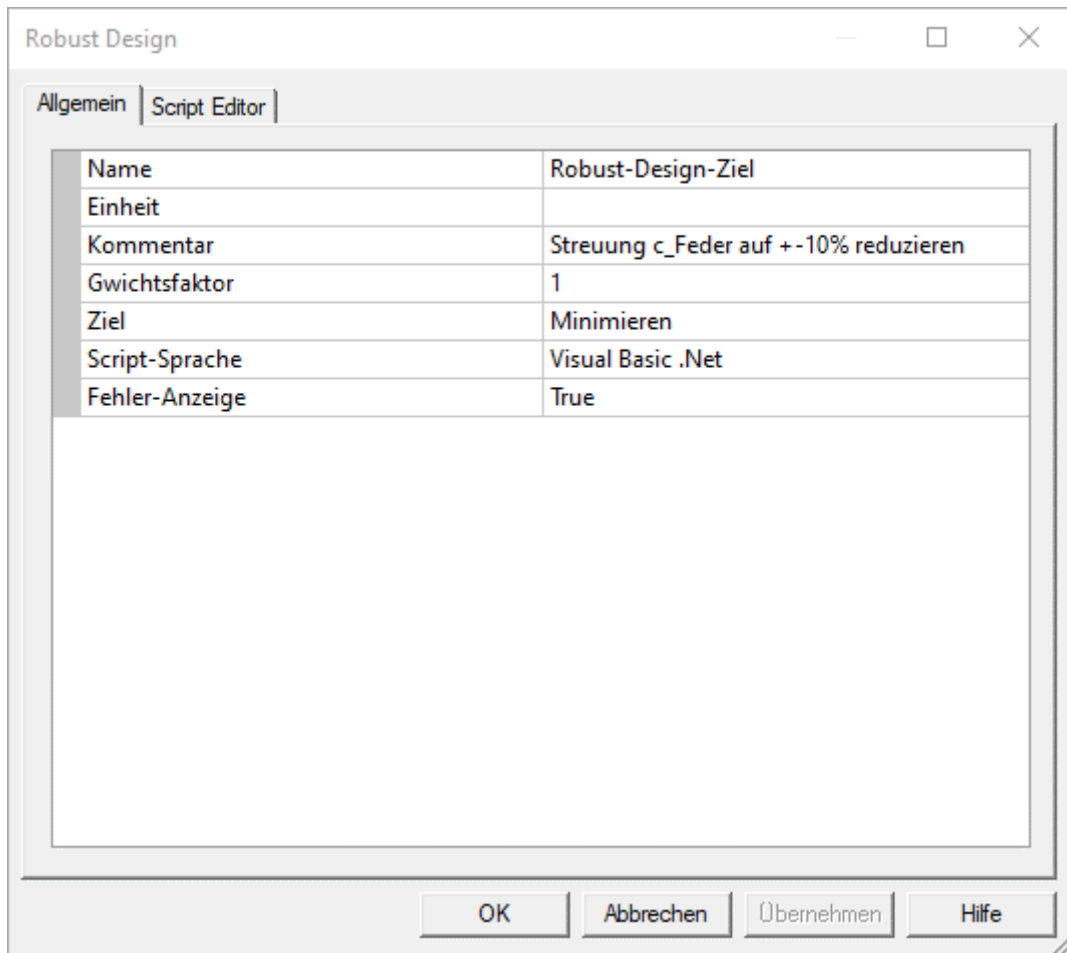 Robust Design
Allgemein Script Editor
Name Robust-Design-Ziel
Einheit
Kommentar Streuung c_Feder auf +-10% reduzieren
Gwichtsfaktor 1
Ziel Minimieren
Script-Sprache Visual Basic .Net
Fehler-Anzeige True
OK Abbrechen Übernehmen Hilfe